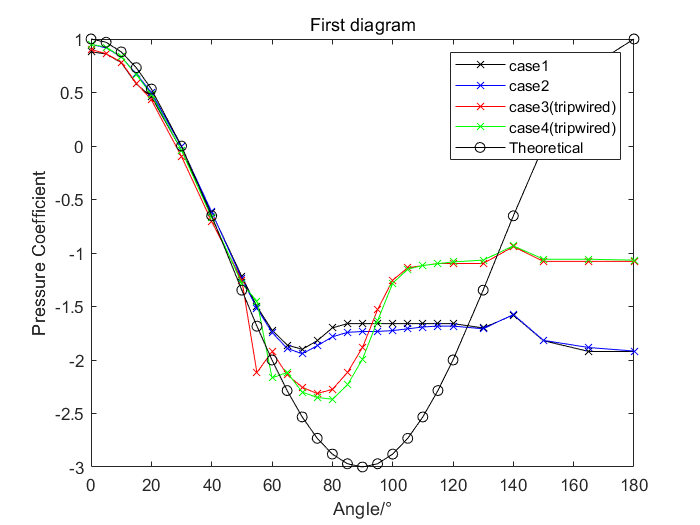 First diagram
Pressure Coefficient
1
0.5
0
-0.5
-1
-1.5
-2
-2.5
-3
case1
case2
case3(tripwired)
case4(tripwired)
Theoretical
0 20 40 60 80 100 120 140 160 180
Angle/°